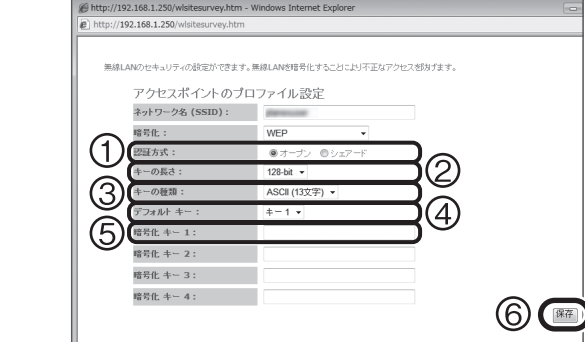 http://192.168.1.250/wlsitesurvey.htm - Windows Internet Explorer
http://192.168.1.250/wlsitesurvey.htm
無線LANのセキュリティの設定ができます。無線LANを暗号化することにより不正なアクセスを防ぎます。
アクセスポイントのプロファイル設定
ネットワーク名 (SSID)：
暗号化： WEP
① 認証方式： オープン シェアード
キーの長さ： 128-bit ②
③ キーの種類： ASCII (13文字)
デフォルト キー： キー 1 ④
⑤ 暗号化 キー 1：
暗号化 キー 2：
暗号化 キー 3：
暗号化 キー 4：
⑥ 保存